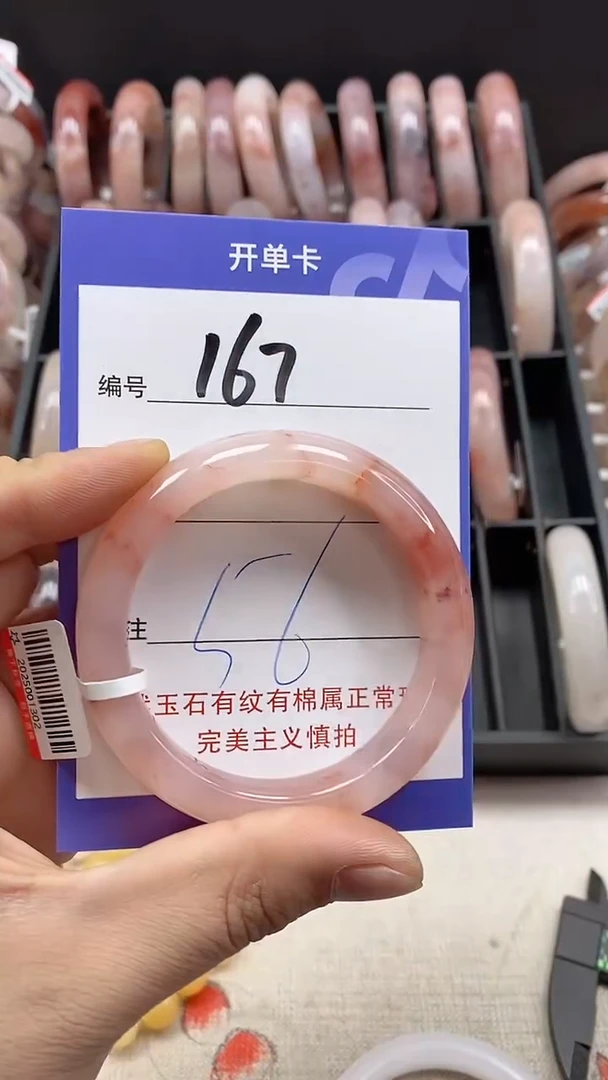 开单卡
编号 167
注 56
玉石有纹有棉属正常
完美主义慎拍
2025091302